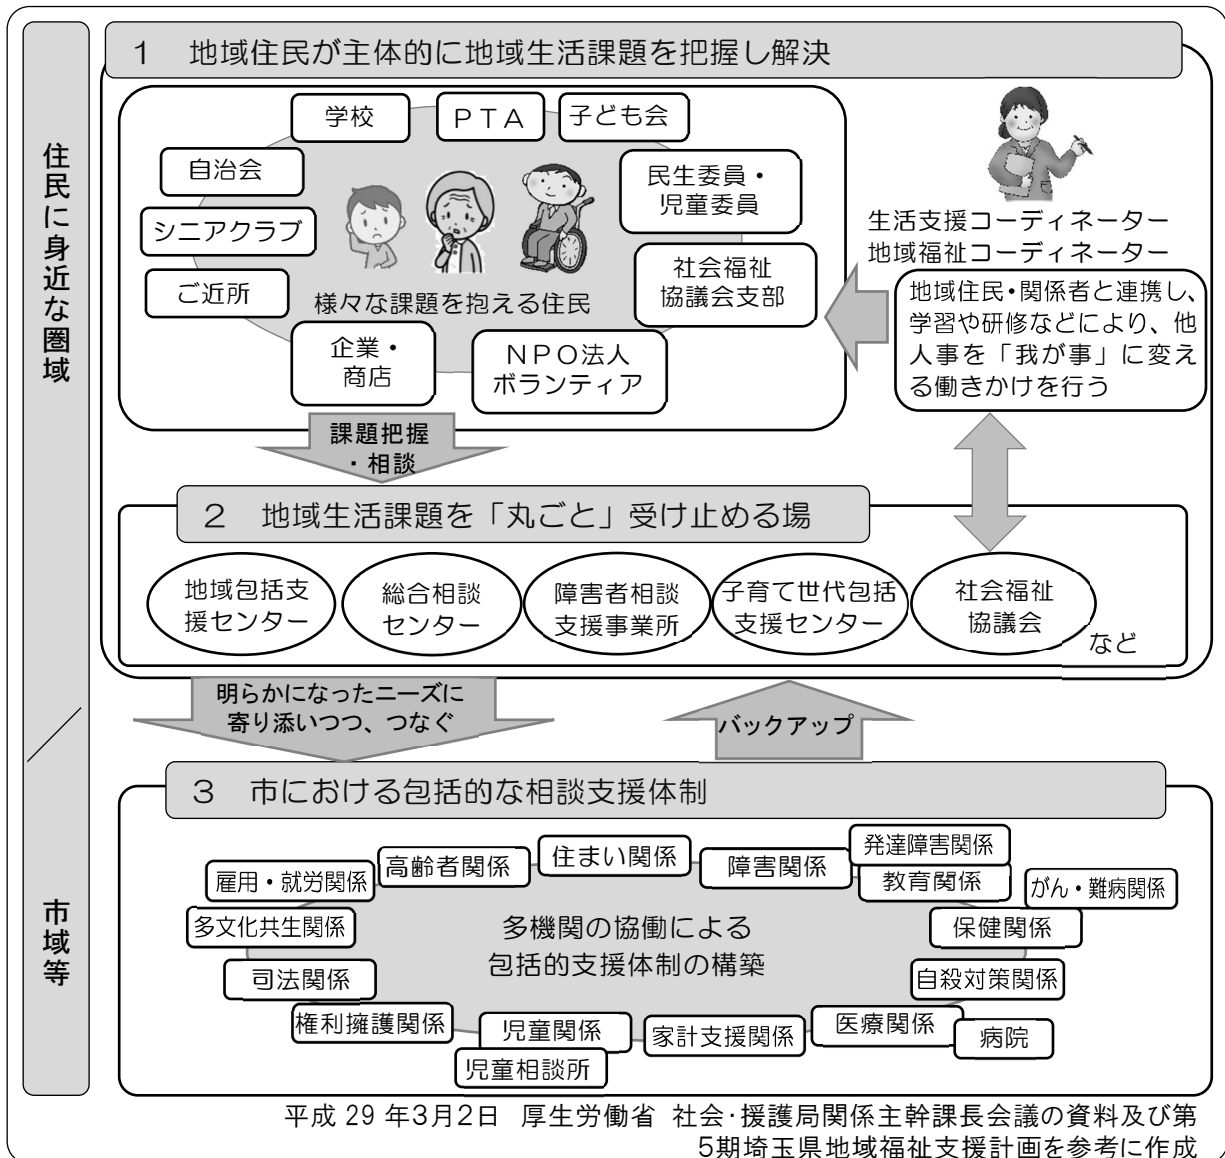 住民に身近な圏域
市域等
1 地域住民が主体的に地域生活課題を把握し解決
学校
PTA
子ども会
自治会
民生委員・
児童委員
シニアクラブ
ご近所
社会福祉
協議会支部
様々な課題を抱える住民
企業・
商店
NPO法人
ボランティア
生活支援コーディネーター
地域福祉コーディネーター
地域住民・関係者と連携し、
学習や研修などにより、他
人事を「我が事」に変え
る働きかけを行う
課題把握
・相談
2 地域生活課題を「丸ごと」受け止める場
地域包括支
援センター
総合相談
センター
障害者相談
支援事業所
子育て世代包括
支援センター
社会福祉
協議会
など
明らかになったニーズに
寄り添いつつ、つなぐ
バックアップ
3 市における包括的な相談支援体制
雇用・就労関係
高齢者関係
住まい関係
障害関係
発達障害関係
教育関係
がん・難病関係
多文化共生関係
保健関係
多機関の協働による
包括的支援体制の構築
司法関係
自殺対策関係
権利擁護関係
児童関係
児童相談所
家計支援関係
医療関係
病院
平成 29 年3月2日 厚生労働省 社会・援護局関係主幹課長会議の資料及び第
5期埼玉県地域福祉支援計画を参考に作成